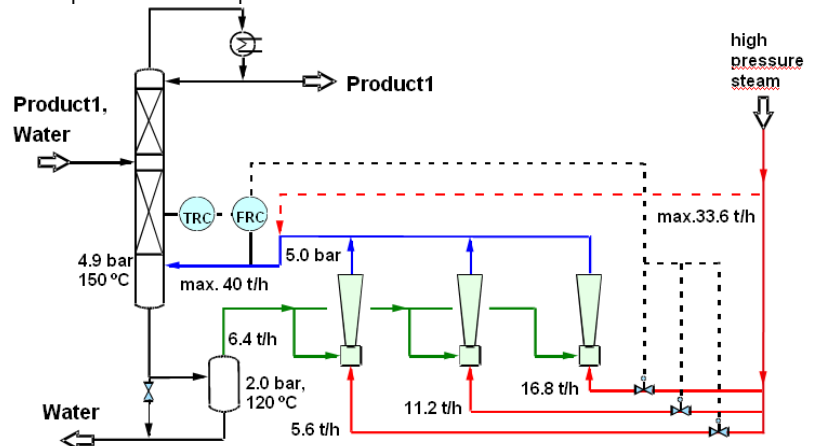 high
pressure
steam
Product1
Product1,
Water
TRC
FRC
max.33.6 t/h
4.9 bar
150 ºC
5.0 bar
max. 40 t/h
6.4 t/h
2.0 bar,
120 ºC
16.8 t/h
11.2 t/h
Water
5.6 t/h